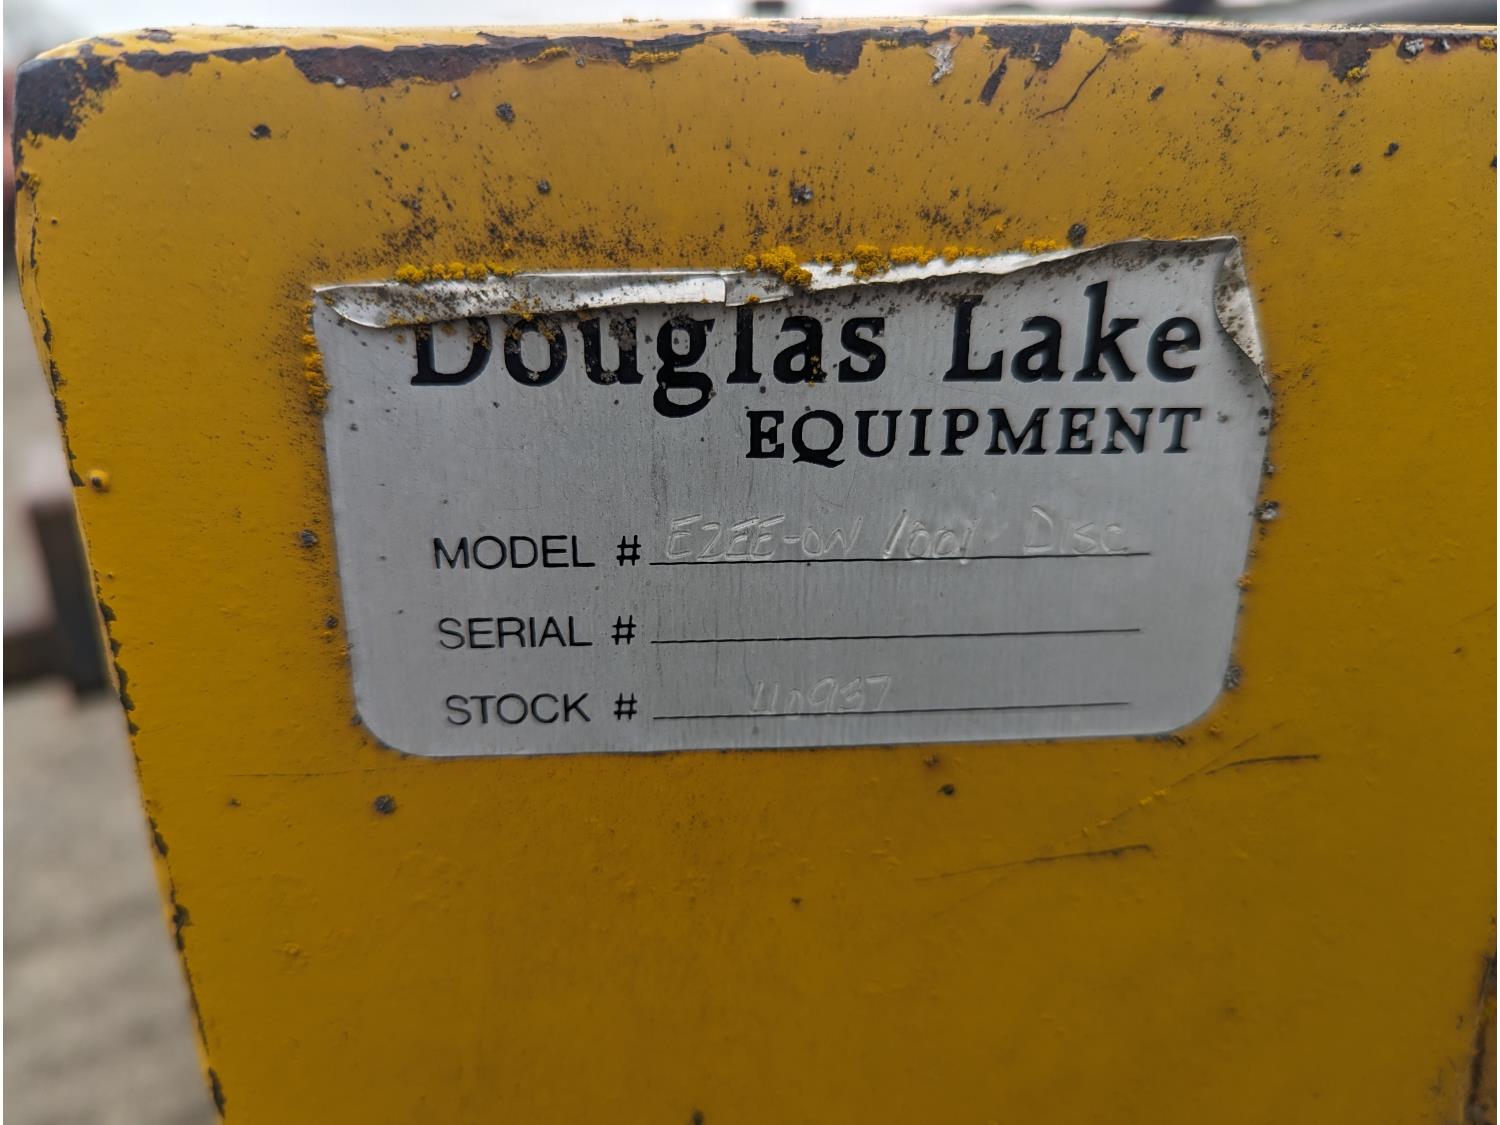 Douglas Lake
EQUIPMENT
MODEL # EZEE-ON 1001 DISC
SERIAL #
STOCK # 40937